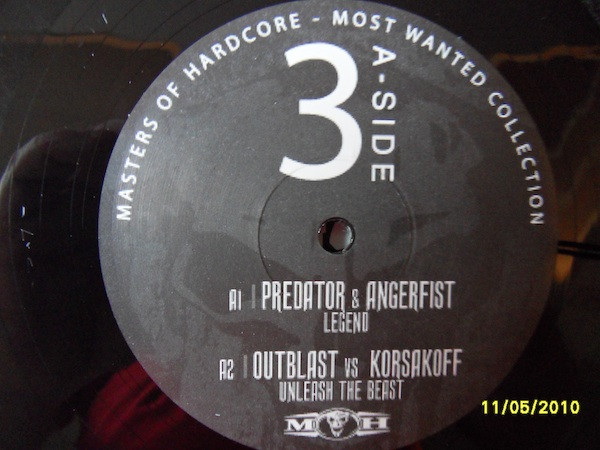 MASTERS OF HARDCORE - MOST WANTED COLLECTION
3
A-SIDE
A1 | PREDATOR & ANGERFIST
LEGEND
A2 | OUTBLAST VS KORSAKOFF
UNLEASH THE BEAST
M H
11/05/2010